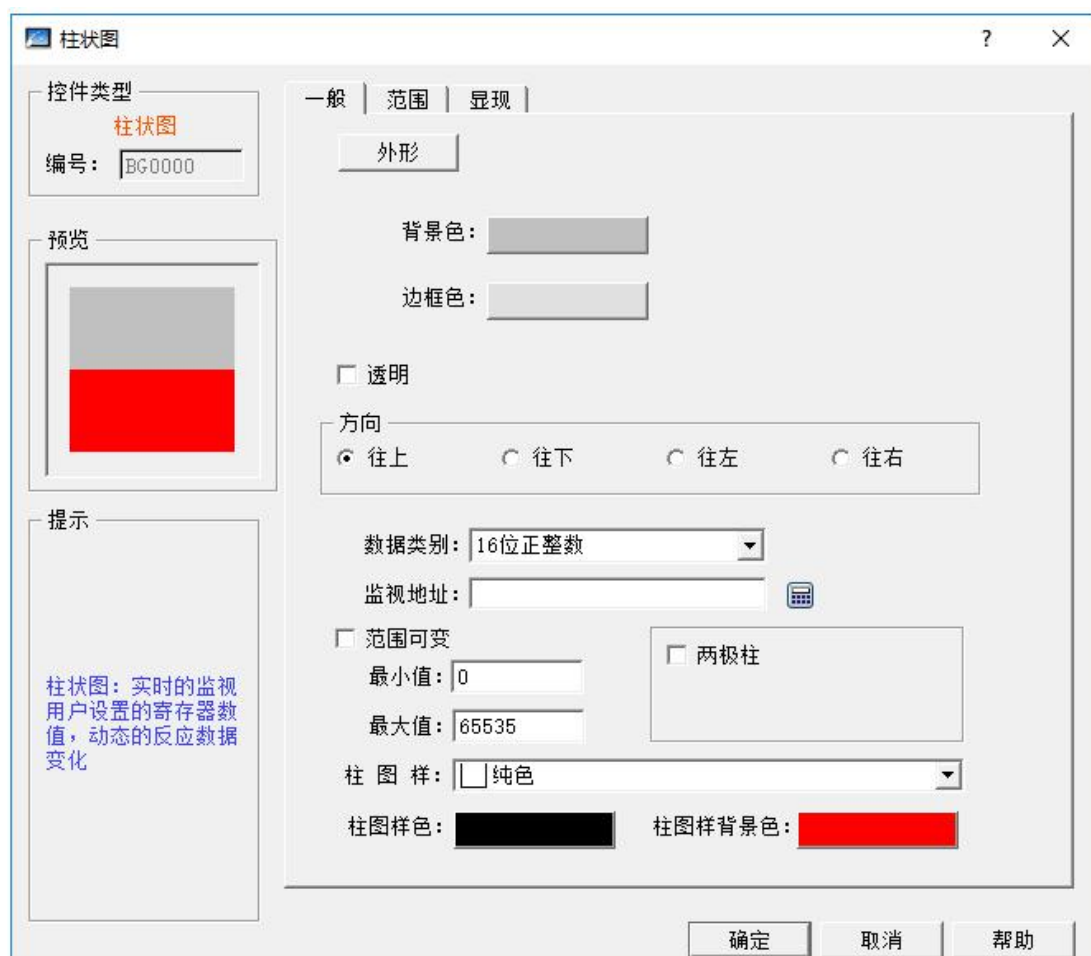 柱状图
?
控件类型
柱状图
编号: BG0000
预览
提示
柱状图: 实时的监视
用户设置的寄存器数
值，动态的反应数据
变化
一般 范围 显现
外形
背景色:
边框色:
透明
方向
往上 往下 往左 往右
数据类别: 16位正整数
监视地址:
范围可变
最小值: 0
最大值: 65535
两极柱
柱 图 样: 纯色
柱图样色: 柱图样背景色:
确定 取消 帮助